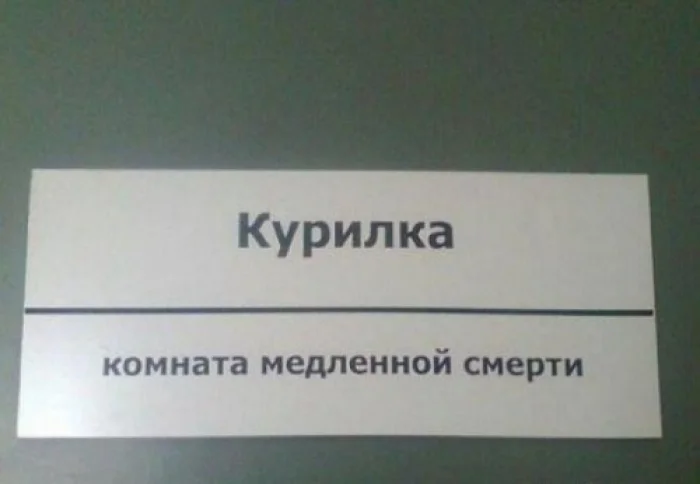 Курилка
комната медленной смерти